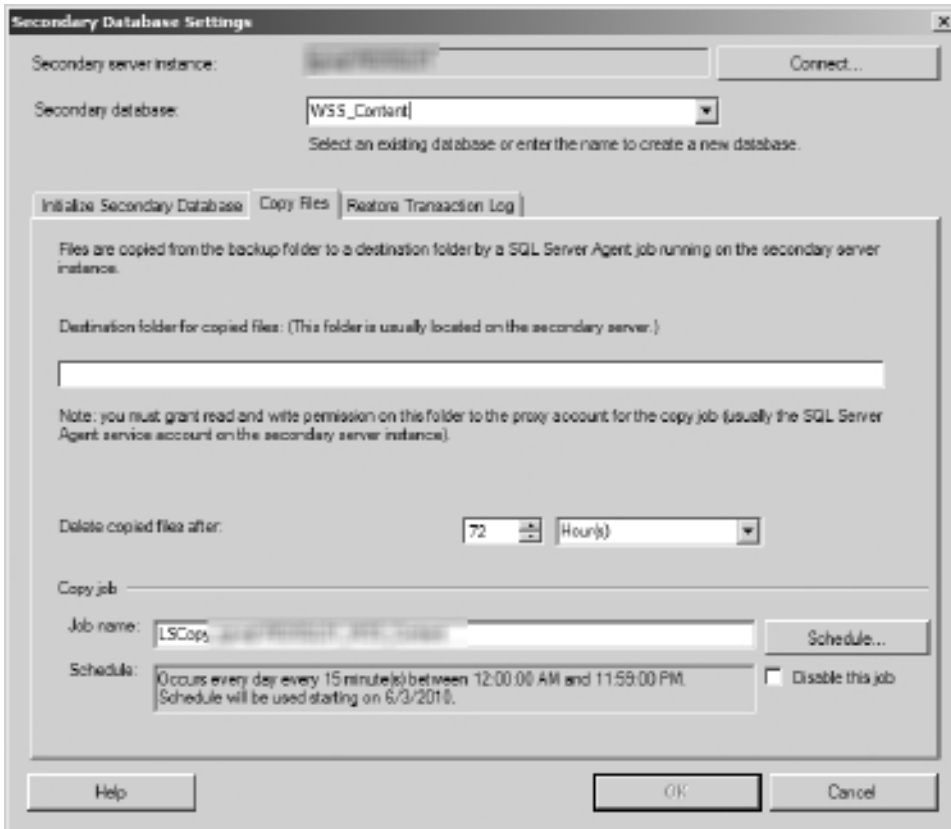 Secondary Database Settings
Secondary server instance:
Connect...
Secondary database:
WSS_Content
Select an existing database or enter the name to create a new database.
Initialize Secondary Database
Copy Files
Restore Transaction Log
Files are copied from the backup folder to a destination folder by a SQL Server Agent job running on the secondary server
instance.
Destination folder for copied files: (This folder is usually located on the secondary server.)
Note: you must grant read and write permission on this folder to the proxy account for the copy job (usually the SQL Server
Agent service account on the secondary server instance).
Delete copied files after:
72
Hour(s)
Copy job
Job name:
LSCopy
Schedule...
Schedule:
Occurs every day every 15 minute(s) between 12:00:00 AM and 11:59:00 PM.
Schedule will be used starting on 6/3/2010.
Disable this job
Help
OK
Cancel